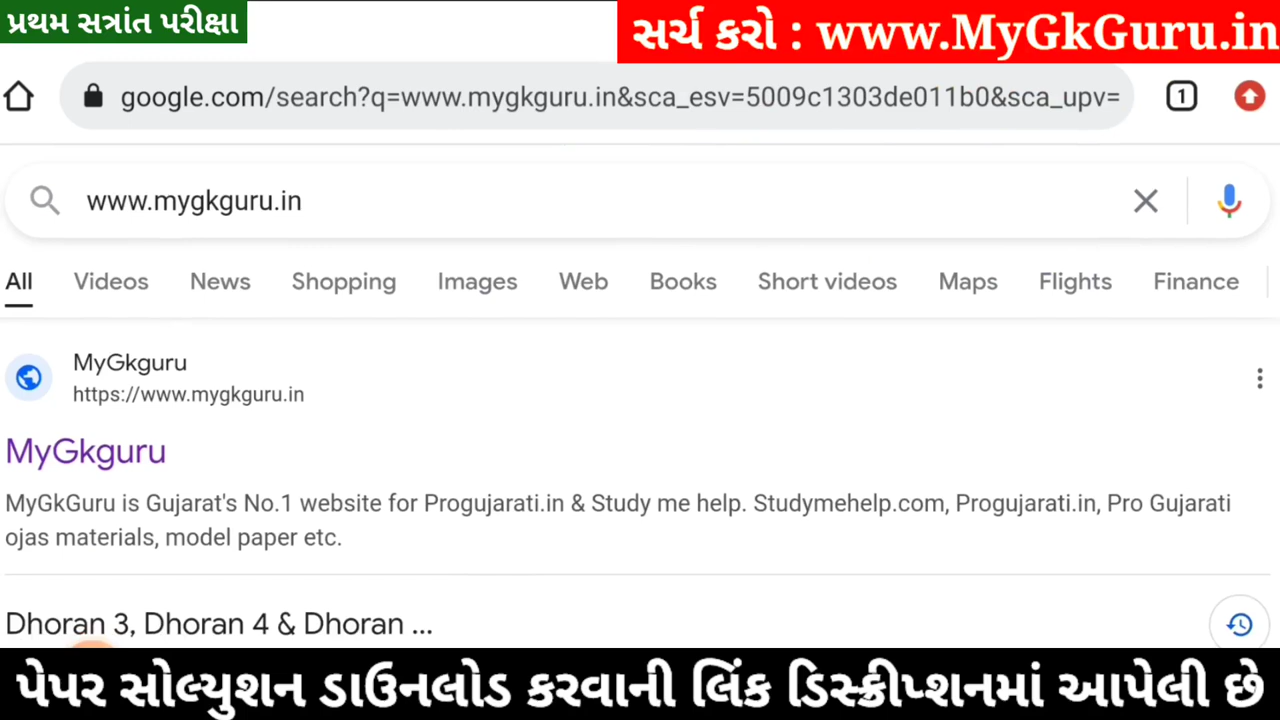 પ્રથમ સત્રાંત પરીક્ષા
સર્ચ કરો : www.MyGkGuru.in
google.com/search?q=www.mygkguru.in&sca_esv=5009c1303de011b0&sca_upv=
1
www.mygkguru.in
All Videos News Shopping Images Web Books Short videos Maps Flights Finance
MyGkguru
https://www.mygkguru.in
MyGkguru
MyGkGuru is Gujarat's No.1 website for Progujarati.in & Study me help. Studymehelp.com, Progujarati.in, Pro Gujarati
ojas materials, model paper etc.
Dhoran 3, Dhoran 4 & Dhoran ...
પેપર સોલ્યુશન ડાઉનલોડ કરવાની લિંક ડિસ્ક્રીપ્શનમાં આપેલી છે